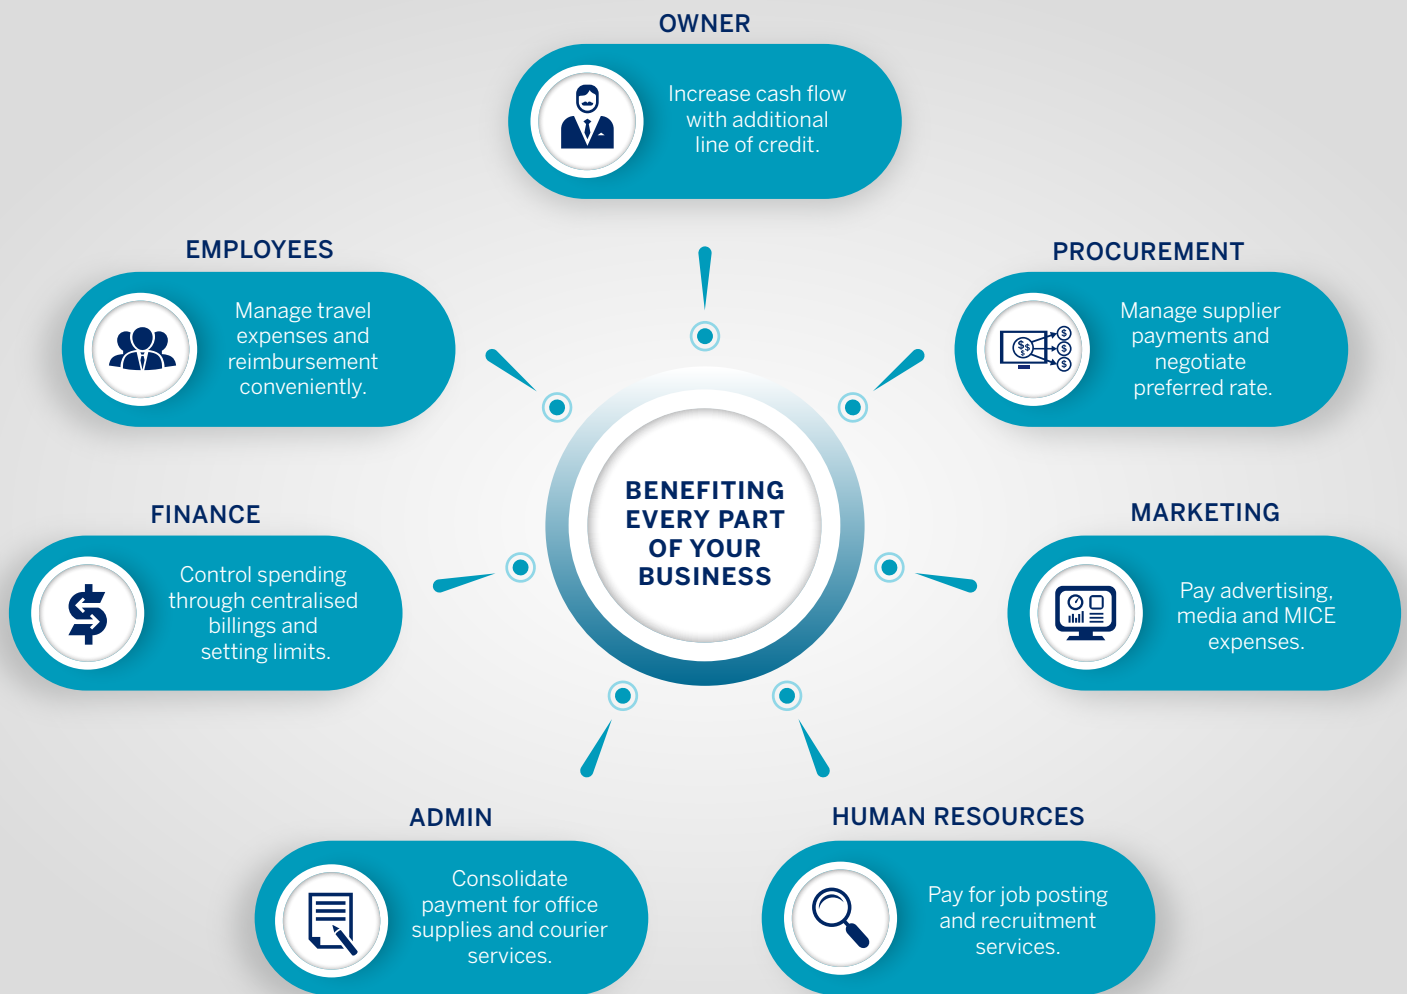 OWNER
Increase cash flow
with additional
line of credit.
EMPLOYEES
Manage travel
expenses and
reimbursement
conveniently.
PROCUREMENT
Manage supplier
payments and
negotiate
preferred rate.
BENEFITING
EVERY PART
OF YOUR
BUSINESS
FINANCE
Control spending
through centralised
billings and
setting limits.
MARKETING
Pay advertising,
media and MICE
expenses.
ADMIN
Consolidate
payment for office
supplies and courier
services.
HUMAN RESOURCES
Pay for job posting
and recruitment
services.